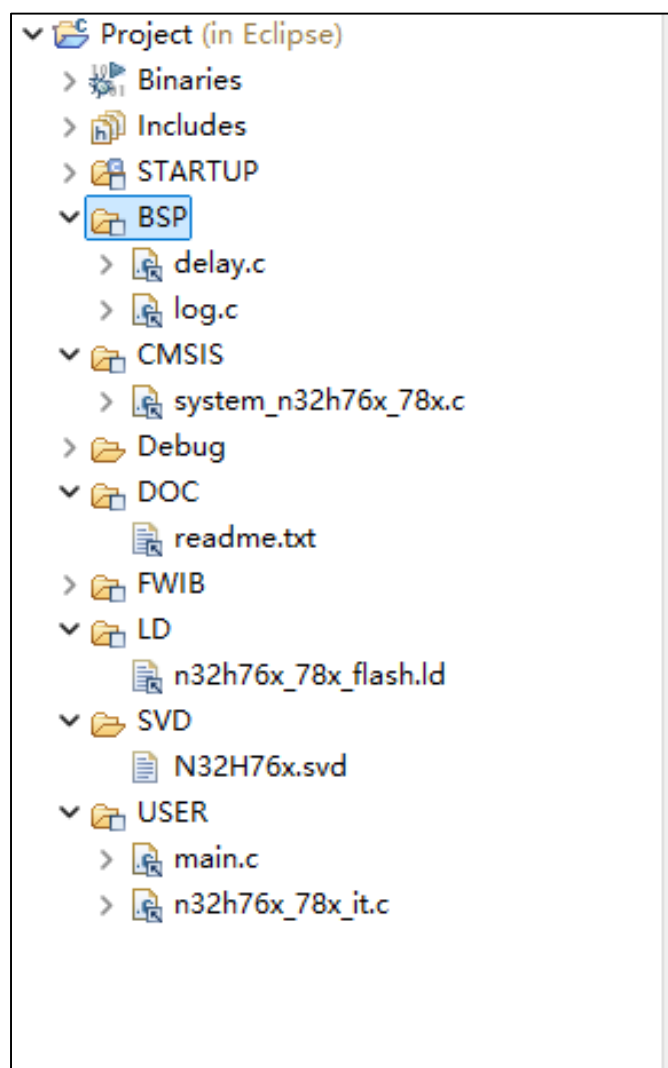 Project (in Eclipse)
Binaries
Includes
STARTUP
BSP
delay.c
log.c
CMSIS
system_n32h76x_78x.c
Debug
DOC
readme.txt
FWIB
LD
n32h76x_78x_flash.ld
SVD
N32H76x.svd
USER
main.c
n32h76x_78x_it.c